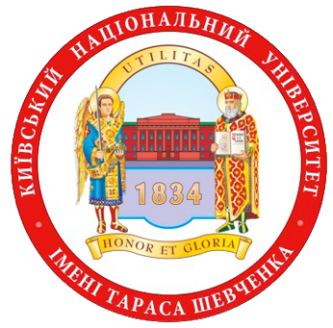 КИЇВСЬКИЙ НАЦІОНАЛЬНИЙ УНІВЕРСИТЕТ
ІМЕНІ ТАРАСА ШЕВЧЕНКА
UTILITAS
1834
HONOR ET GLORIA